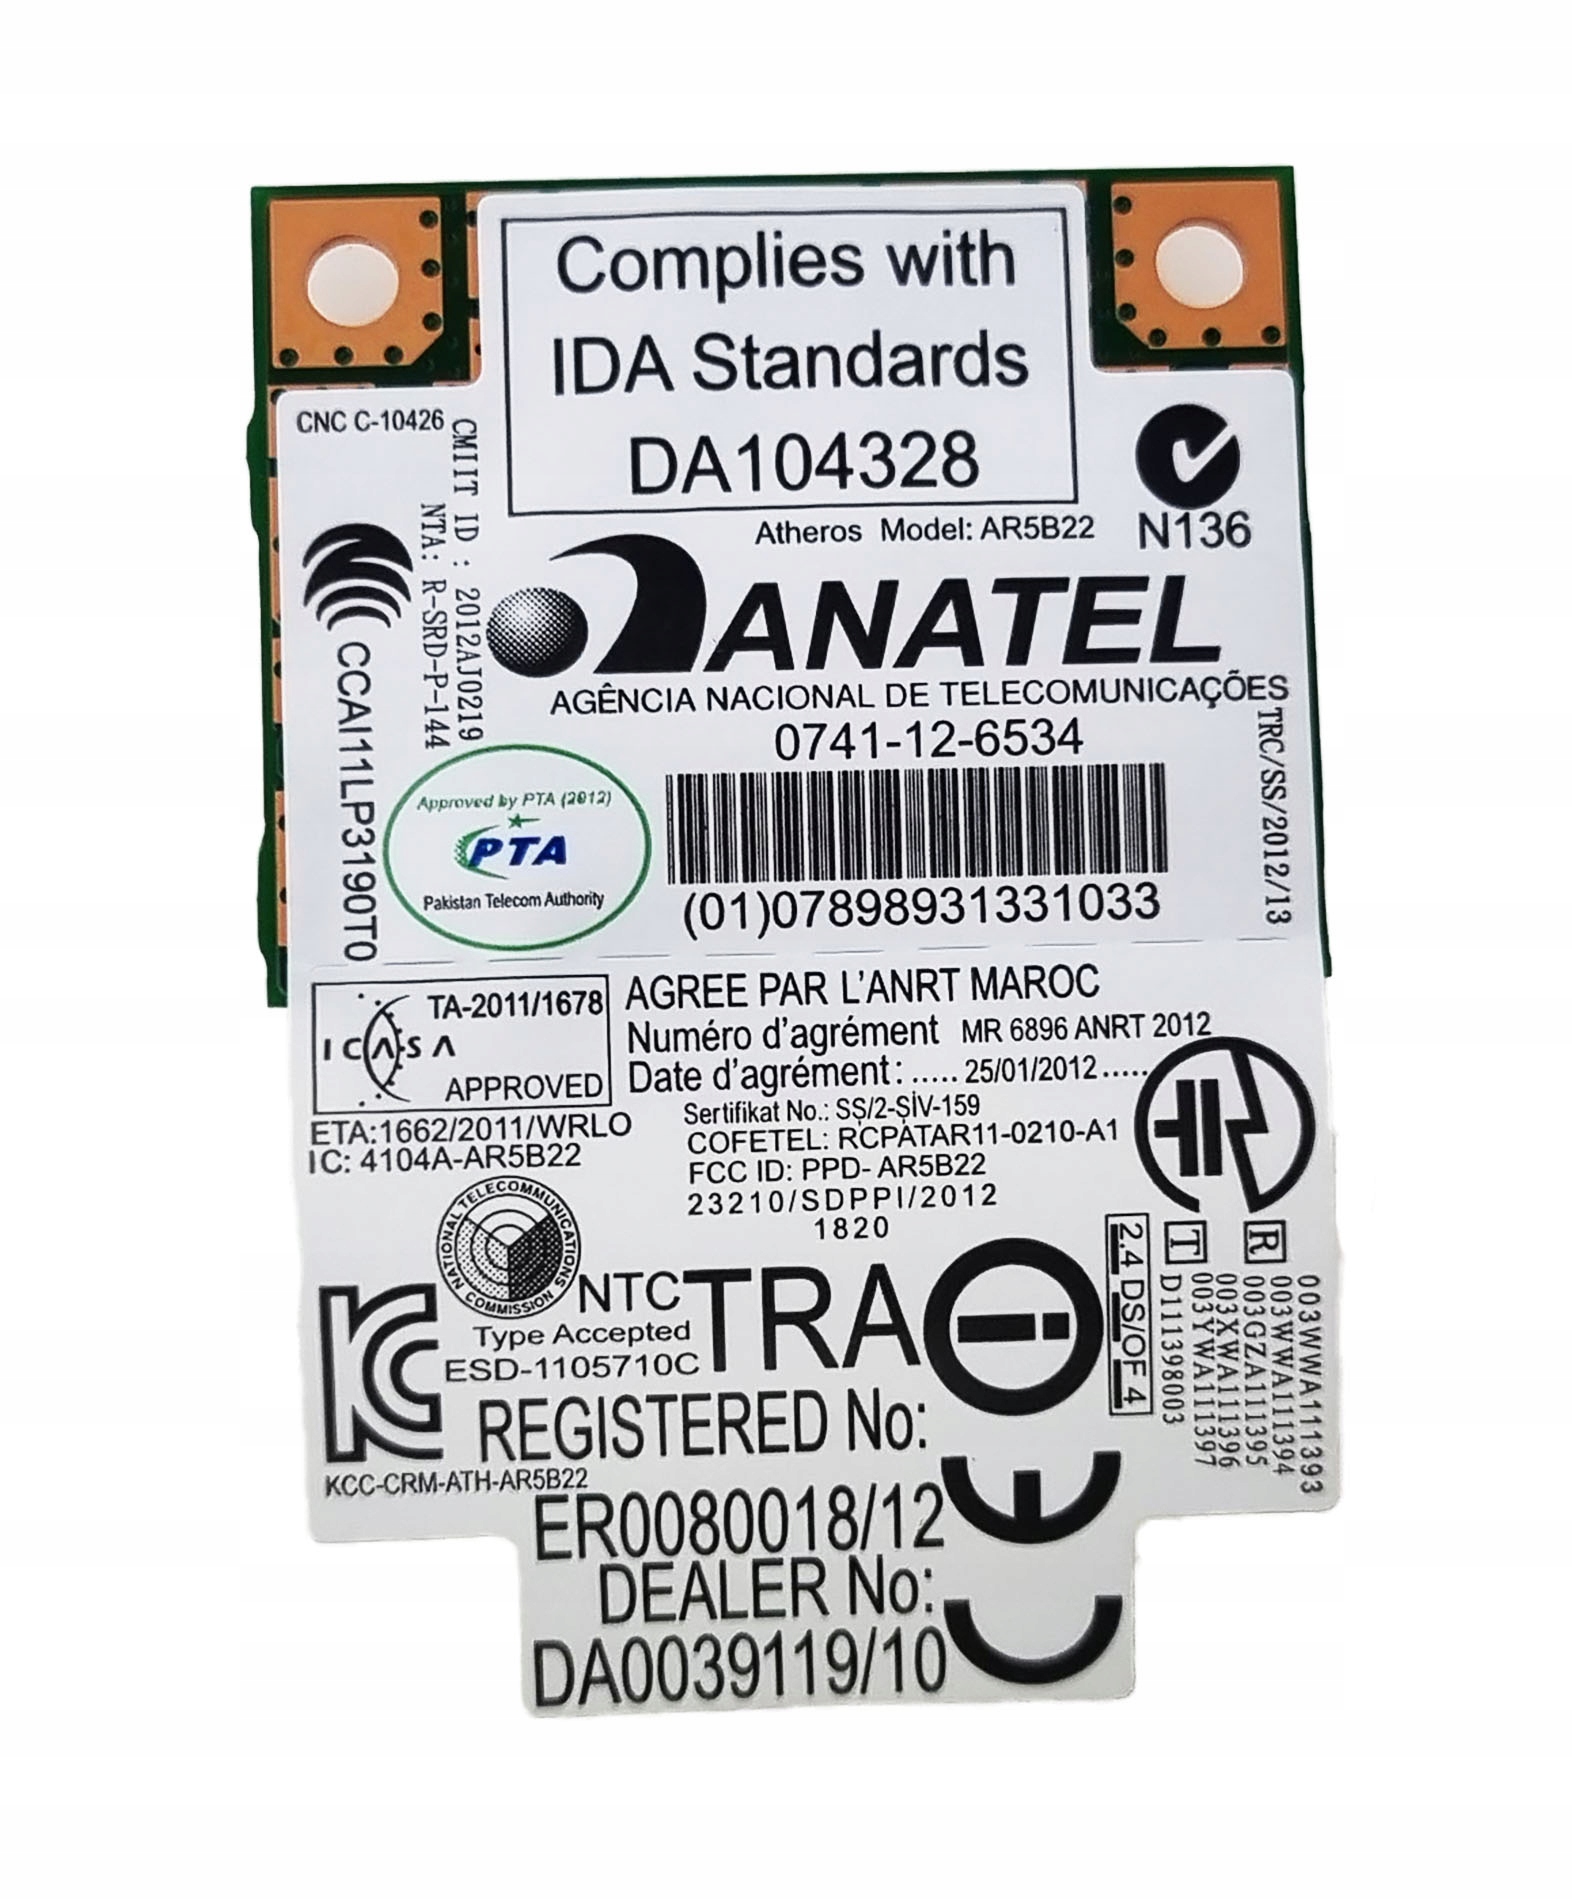 Complies with
IDA Standards
DA104328
CNC C-10426
CMIIT ID : 2012AJ0219
NTA: R-SRD-P-144
CCAI11LP3190T0
Atheros Model: AR5B22
N136
ANATEL
AGÊNCIA NACIONAL DE TELECOMUNICAÇÕES
0741-12-6534
(01)07898931331033
TRC/SS/2012/13
Approved by PTA (2012)
PTA
Pakistan Telecom Authority
TA-2011/1678
ICASA
APPROVED
AGREE PAR L'ANRT MAROC
Numéro d'agrément MR 6896 ANRT 2012
Date d'agrément: ..... 25/01/2012.....
ETA:1662/2011/WRLO
IC: 4104A-AR5B22
Sertifikat No.: SŞ/2-ŞİV-159
COFETEL: RCPATAR11-0210-A1
FCC ID: PPD- AR5B22
23210/SDPPI/2012
1820
NATIONAL TELECOMMUNICATIONS COMMISSION
NTC
Type Accepted
ESD-1105710C
KCC-CRM-ATH-AR5B22
TRA
REGISTERED No:
ER0080018/12
DEALER No:
DA0039119/10
CE
2.4 DS/OF 4
R
003WWA111393
003WWA111394
003GZA111395
T
003XWA111396
003YWA111397
D111398003